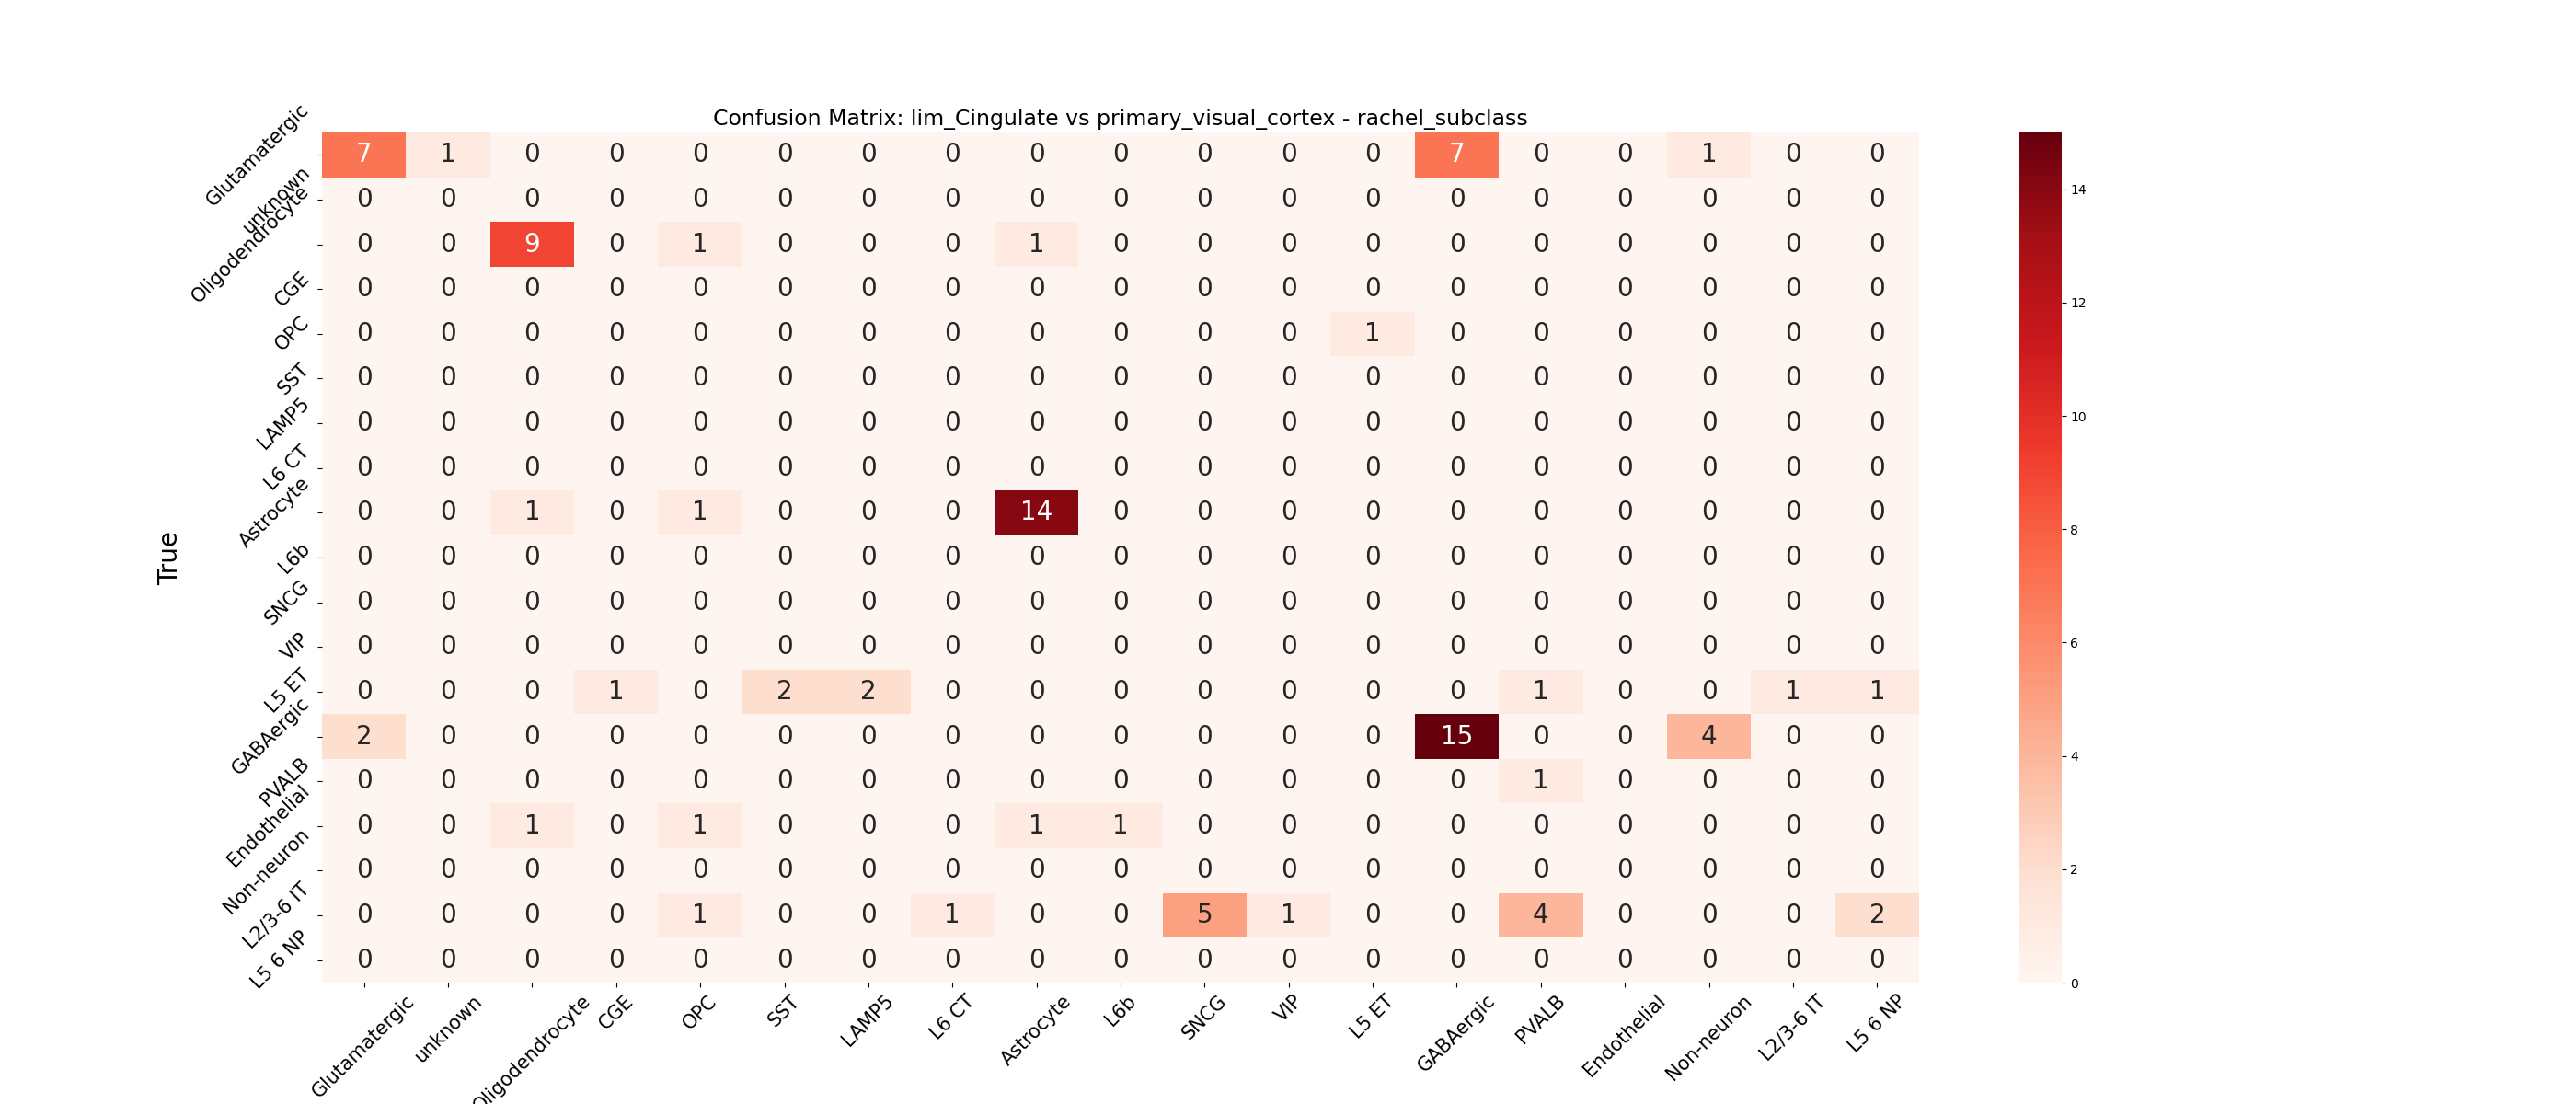 Confusion Matrix: lim_Cingulate vs primary_visual_cortex - rachel_subclass
True
Glutamatergic 7 1 0 0 0 0 0 0 0 0 0 0 0 7 0 0 1 0 0
unknown 0 0 0 0 0 0 0 0 0 0 0 0 0 0 0 0 0 0 0
Oligodendrocyte 0 0 9 0 1 0 0 0 1 0 0 0 0 0 0 0 0 0 0
CGE 0 0 0 0 0 0 0 0 0 0 0 0 0 0 0 0 0 0 0
OPC 0 0 0 0 0 0 0 0 0 0 0 0 1 0 0 0 0 0 0
SST 0 0 0 0 0 0 0 0 0 0 0 0 0 0 0 0 0 0 0
LAMP5 0 0 0 0 0 0 0 0 0 0 0 0 0 0 0 0 0 0 0
L6 CT 0 0 0 0 0 0 0 0 0 0 0 0 0 0 0 0 0 0 0
Astrocyte 0 0 1 0 1 0 0 0 14 0 0 0 0 0 0 0 0 0 0
L6b 0 0 0 0 0 0 0 0 0 0 0 0 0 0 0 0 0 0 0
SNCG 0 0 0 0 0 0 0 0 0 0 0 0 0 0 0 0 0 0 0
VIP 0 0 0 0 0 0 0 0 0 0 0 0 0 0 0 0 0 0 0
L5 ET 0 0 0 1 0 2 2 0 0 0 0 0 0 0 1 0 0 1 1
GABAergic 2 0 0 0 0 0 0 0 0 0 0 0 0 15 0 0 4 0 0
PVALB 0 0 0 0 0 0 0 0 0 0 0 0 0 0 1 0 0 0 0
Endothelial 0 0 1 0 1 0 0 0 1 1 0 0 0 0 0 0 0 0 0
Non-neuron 0 0 0 0 0 0 0 0 0 0 0 0 0 0 0 0 0 0 0
L2/3-6 IT 0 0 0 0 1 0 0 1 0 0 5 1 0 0 4 0 0 0 2
L5 6 NP 0 0 0 0 0 0 0 0 0 0 0 0 0 0 0 0 0 0 0
Glutamatergic unknown Oligodendrocyte CGE OPC SST LAMP5 L6 CT Astrocyte L6b SNCG VIP L5 ET GABAergic PVALB Endothelial Non-neuron L2/3-6 IT L5 6 NP
14
12
10
8
6
4
2
0